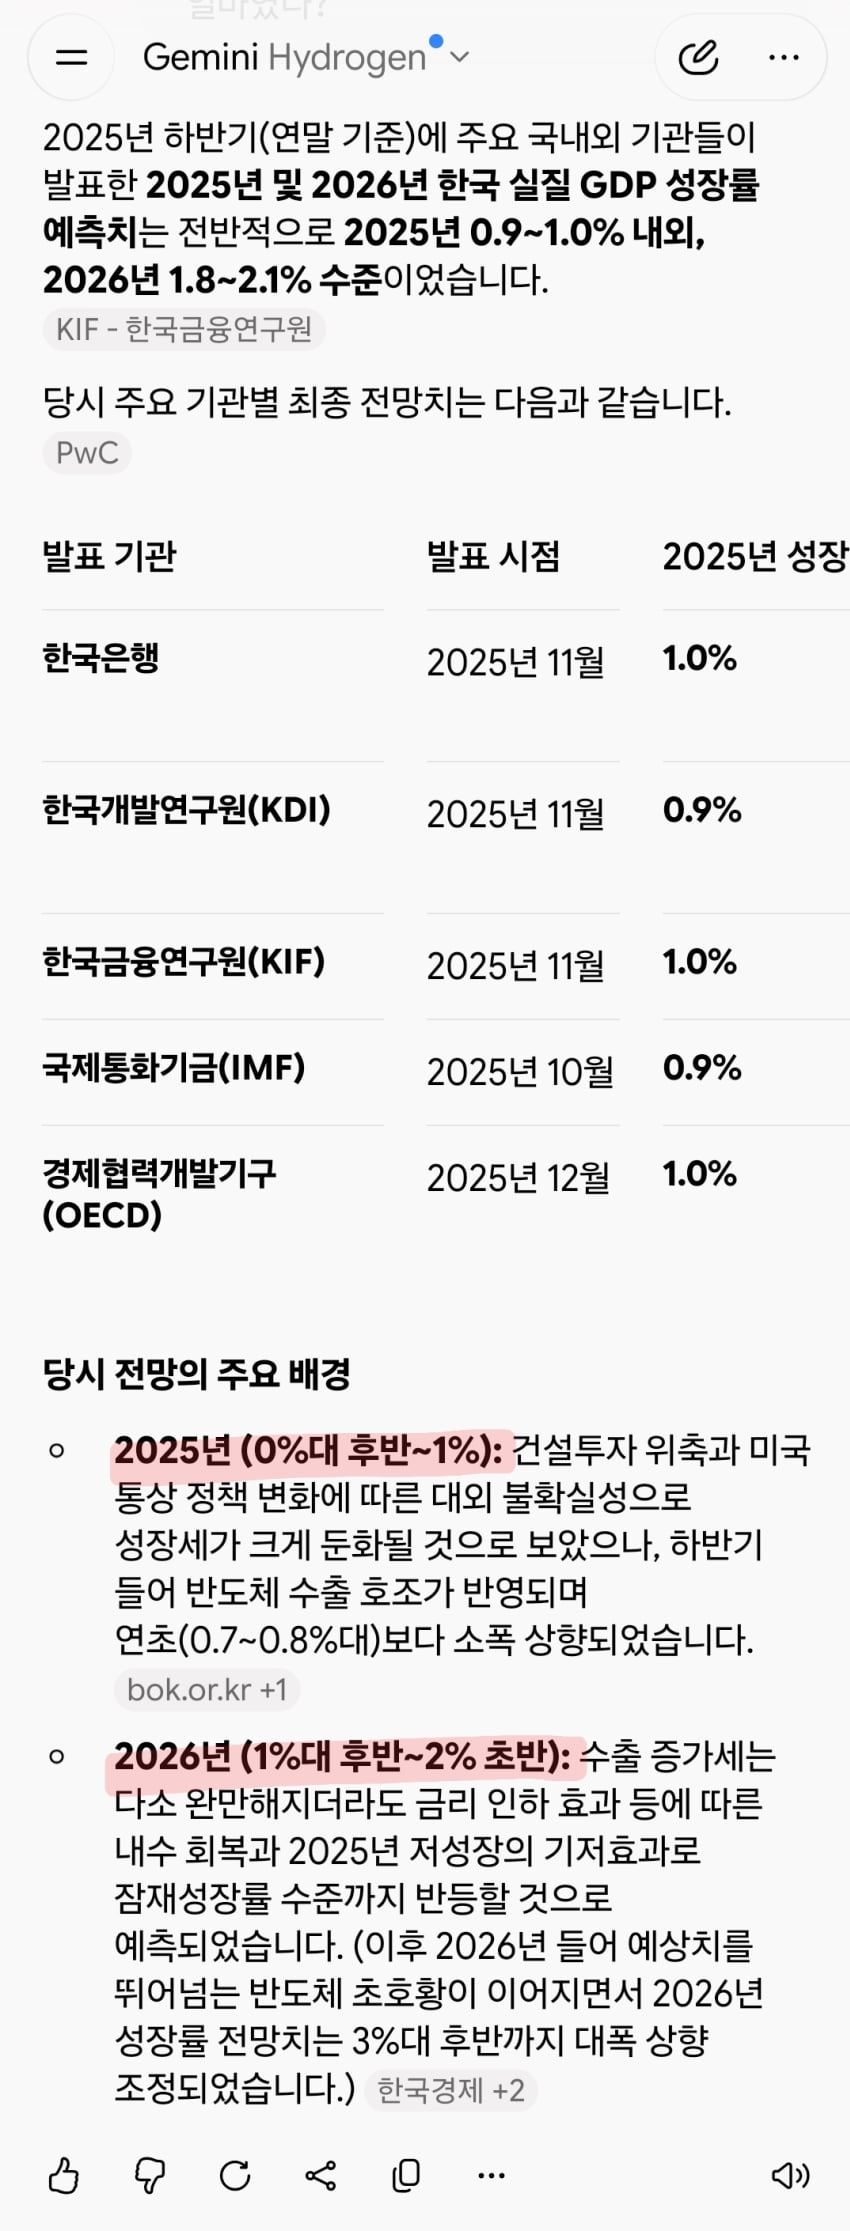 얼마었나?
Gemini Hydrogen
2025년 하반기(연말 기준)에 주요 국내외 기관들이
발표한 2025년 및 2026년 한국 실질 GDP 성장률
예측치는 전반적으로 2025년 0.9~1.0% 내외,
2026년 1.8~2.1% 수준이었습니다.
KIF - 한국금융연구원
당시 주요 기관별 최종 전망치는 다음과 같습니다.
PwC
발표 기관 발표 시점 2025년 성장
한국은행 2025년 11월 1.0%
한국개발연구원(KDI) 2025년 11월 0.9%
한국금융연구원(KIF) 2025년 11월 1.0%
국제통화기금(IMF) 2025년 10월 0.9%
경제협력개발기구 2025년 12월 1.0%
(OECD)
당시 전망의 주요 배경
2025년 (0%대 후반~1%): 건설투자 위축과 미국
통상 정책 변화에 따른 대외 불확실성으로
성장세가 크게 둔화될 것으로 보았으나, 하반기
들어 반도체 수출 호조가 반영되며
연초(0.7~0.8%대)보다 소폭 상향되었습니다.
bok.or.kr +1
2026년 (1%대 후반~2% 초반): 수출 증가세는
다소 완만해지더라도 금리 인하 효과 등에 따른
내수 회복과 2025년 저성장의 기저효과로
잠재성장률 수준까지 반등할 것으로
예측되었습니다. (이후 2026년 들어 예상치를
뛰어넘는 반도체 초호황이 이어지면서 2026년
성장률 전망치는 3%대 후반까지 대폭 상향
조정되었습니다.) 한국경제 +2